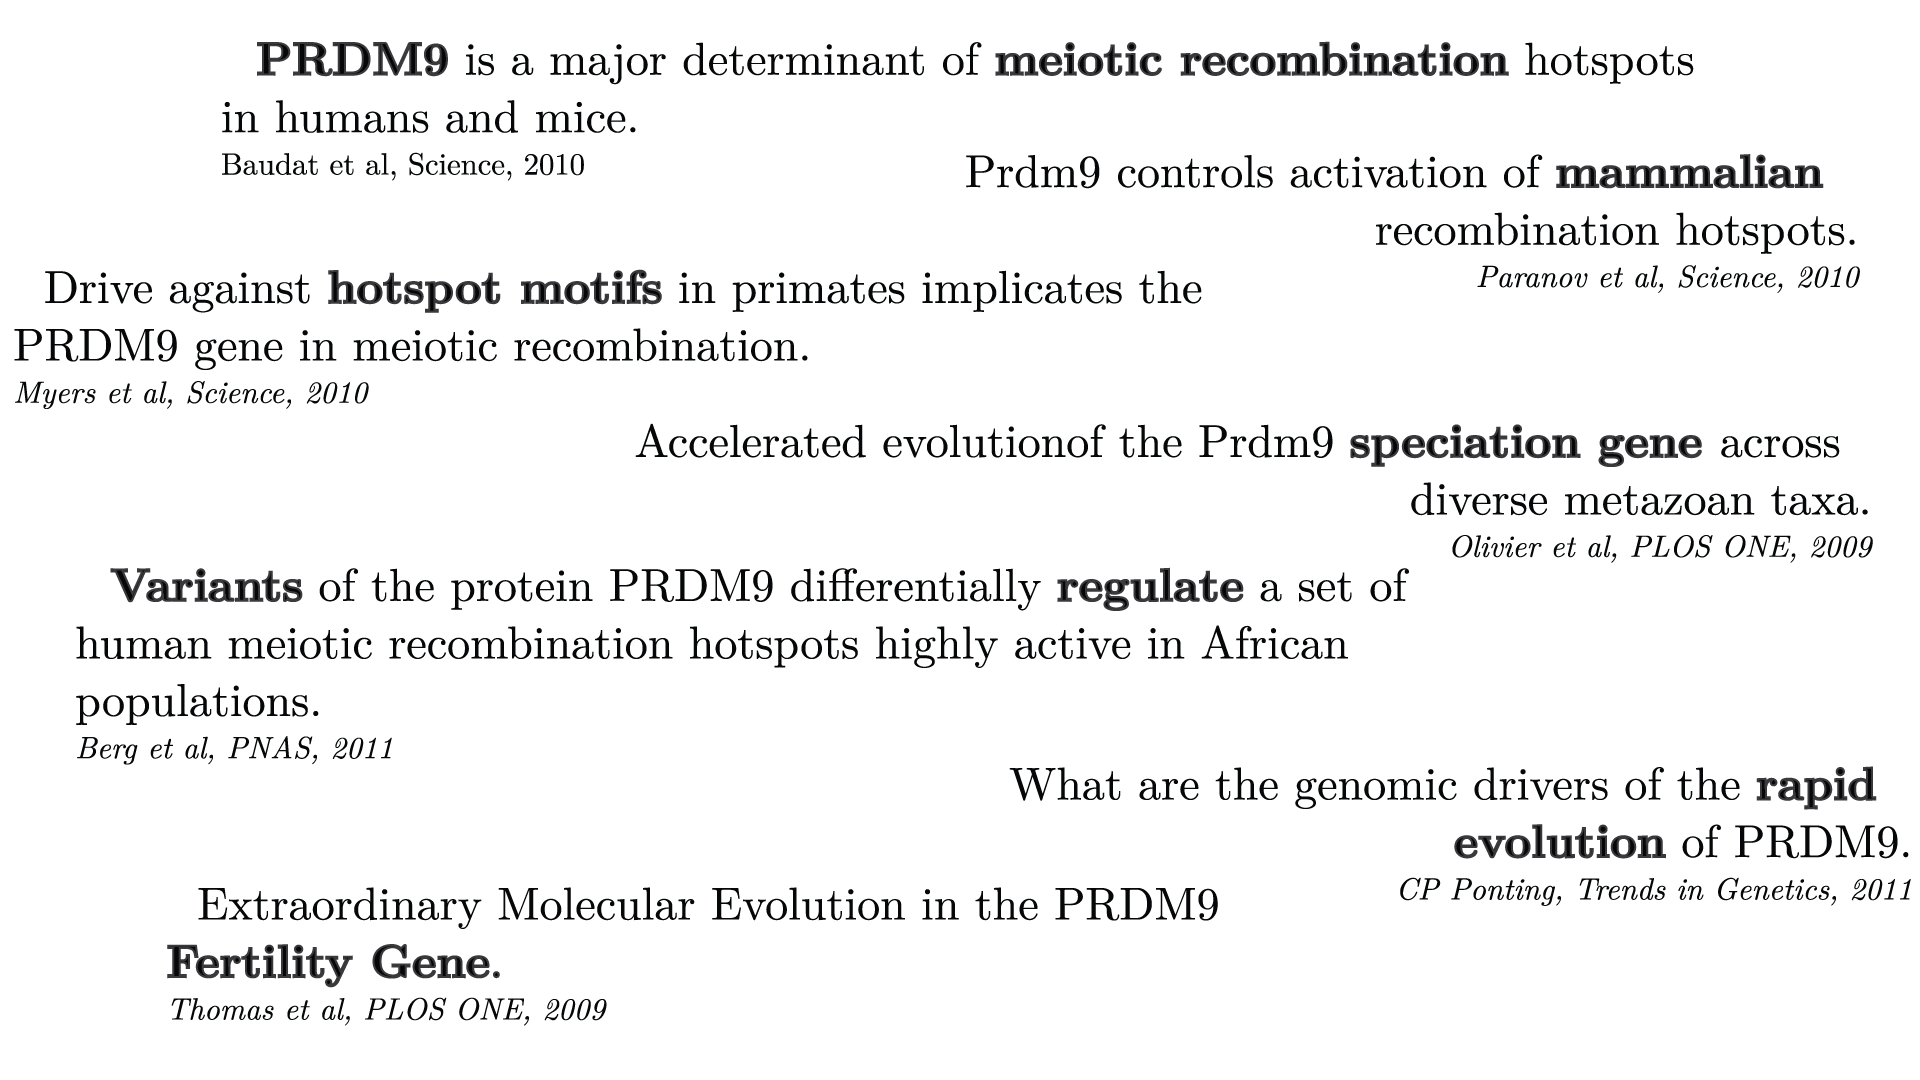 PRDM9 is a major determinant of meiotic recombination hotspots
in humans and mice.
Baudat et al, Science, 2010
Prdm9 controls activation of mammalian
recombination hotspots.
Paranov et al, Science, 2010
Drive against hotspot motifs in primates implicates the
PRDM9 gene in meiotic recombination.
Myers et al, Science, 2010
Accelerated evolutionof the Prdm9 speciation gene across
diverse metazoan taxa.
Olivier et al, PLOS ONE, 2009
Variants of the protein PRDM9 differentially regulate a set of
human meiotic recombination hotspots highly active in African
populations.
Berg et al, PNAS, 2011
What are the genomic drivers of the rapid
evolution of PRDM9.
CP Ponting, Trends in Genetics, 2011
Extraordinary Molecular Evolution in the PRDM9
Fertility Gene.
Thomas et al, PLOS ONE, 2009